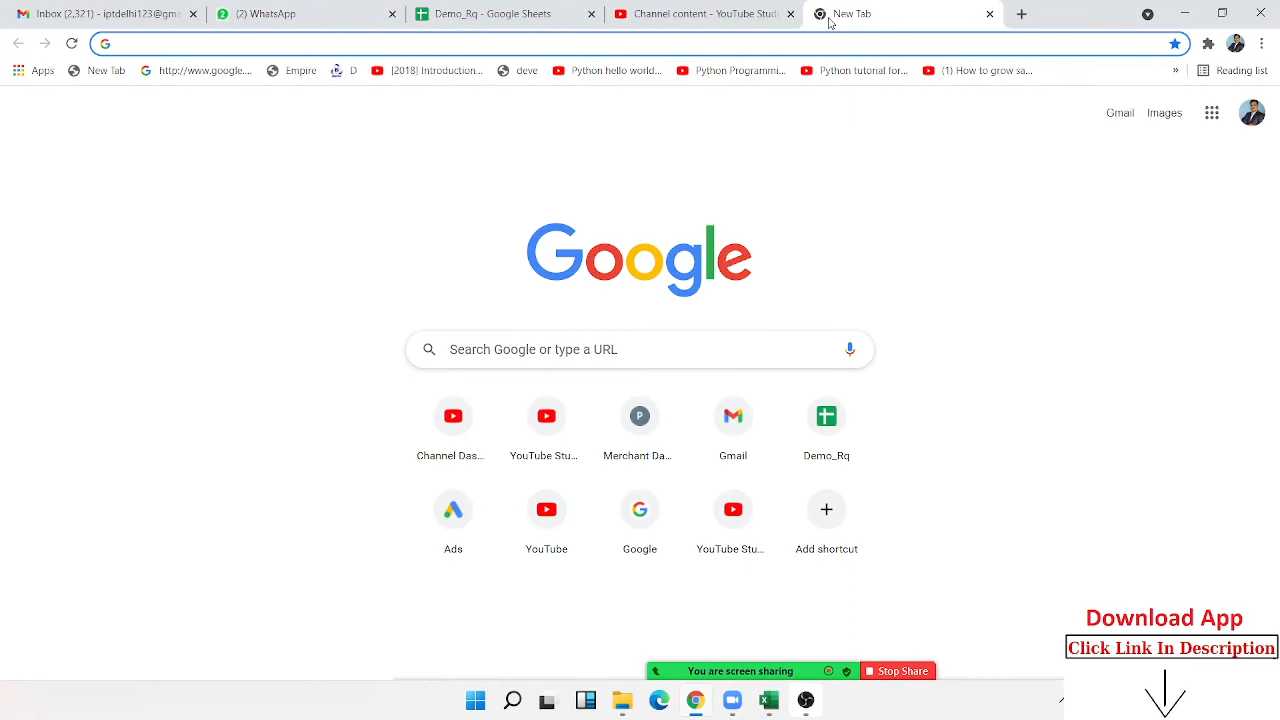 Inbox (2,321) - iptdelhi123@gma
2
(2) WhatsApp
Demo_Rq - Google Sheets
Channel content - YouTube Stud
New Tab
Apps
New Tab
http://www.google....
Empire
D
[2018] Introduction...
deve
Python hello world...
Python Programmi...
Python tutorial for...
(1) How to grow sa...
»
Reading list
Gmail
Images
Google
Search Google or type a URL
P
Channel Das...
YouTube Stu...
Merchant Da...
Gmail
Demo_Rq
Ads
YouTube
Google
YouTube Stu...
Add shortcut
Download App
Click Link In Description
You are screen sharing
Stop Share